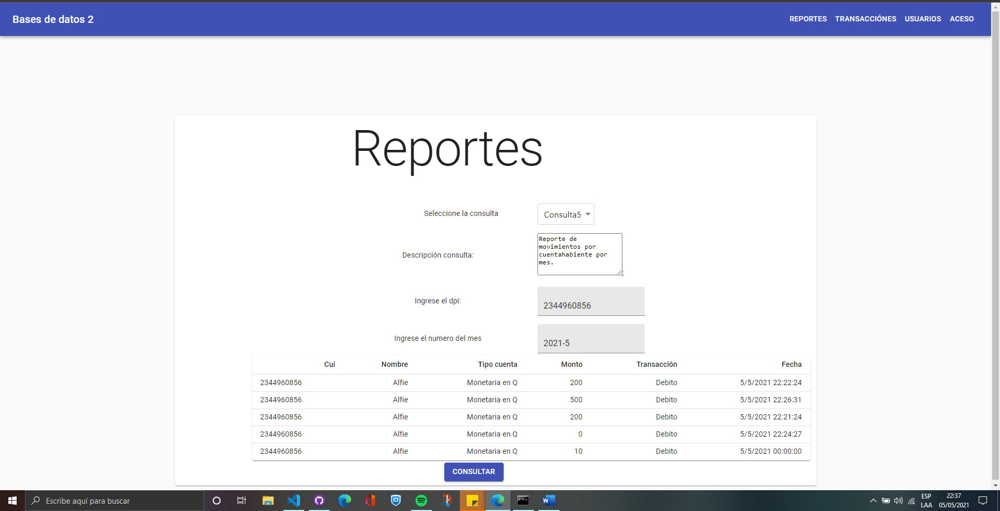 Bases de datos 2
REPORTES TRANSACCIÓNES USUARIOS ACESO
Reportes
Seleccione la consulta
Consulta5
Descripción consulta:
Reporte de
movimientos por
cuentahabiente por
mes.
;
Ingrese el dpi:
2344960856
Ingrese el numero del mes
2021-5
Cui Nombre Tipo cuenta Monto Transacción Fecha
2344960856 Alfie Monetaria en Q 200 Debito 5/5/2021 22:22:24
2344960856 Alfie Monetaria en Q 500 Debito 5/5/2021 22:26:31
2344960856 Alfie Monetaria en Q 200 Debito 5/5/2021 22:21:24
2344960856 Alfie Monetaria en Q 0 Debito 5/5/2021 22:24:27
2344960856 Alfie Monetaria en Q 10 Debito 5/5/2021 00:00:00
CONSULTAR
Escribe aquí para buscar
ESP
LAA
22:37
05/05/2021